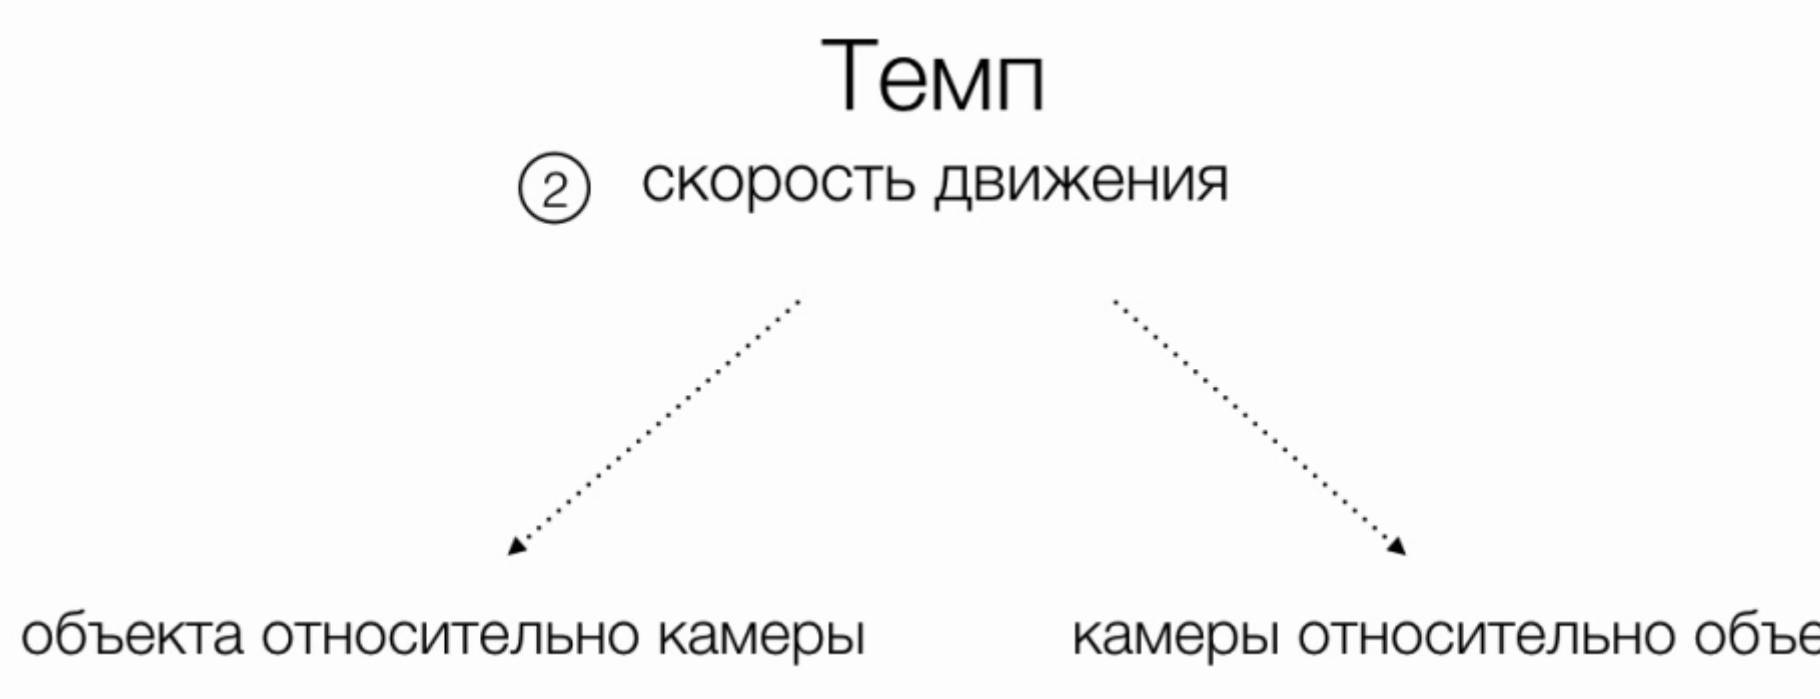 Темп
2 скорость движения
объекта относительно камеры
камеры относительно